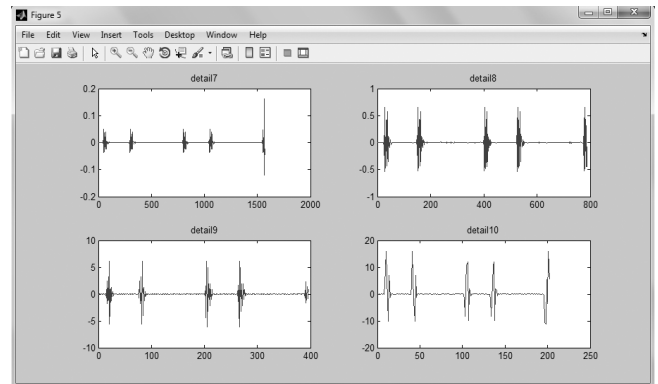 Figure 5
File Edit View Insert Tools Desktop Window Help
detail7
0.2
0.1
0
-0.1
-0.2
0 500 1000 1500 2000
detail8
1
0.5
0
-0.5
-1
0 200 400 600 800
detail9
10
5
0
-5
-10
0 100 200 300 400
detail10
20
10
0
-10
-20
0 50 100 150 200 250